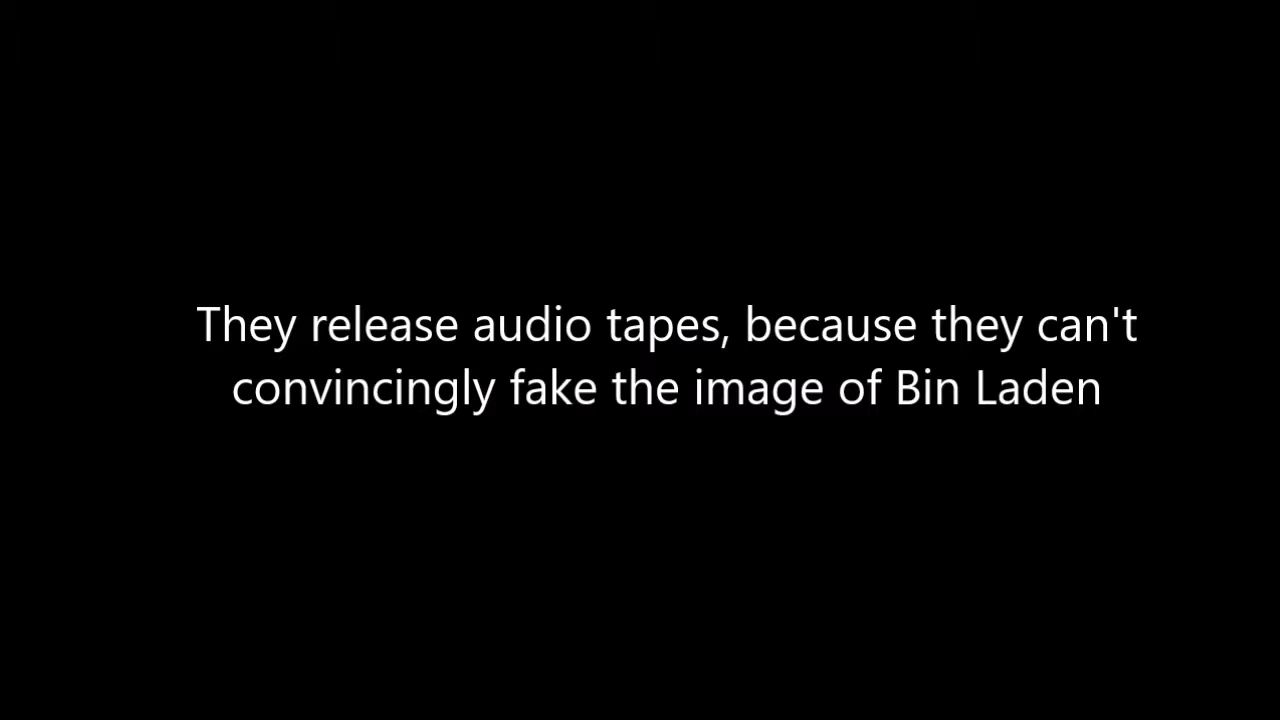 They release audio tapes, because they can't
convincingly fake the image of Bin Laden